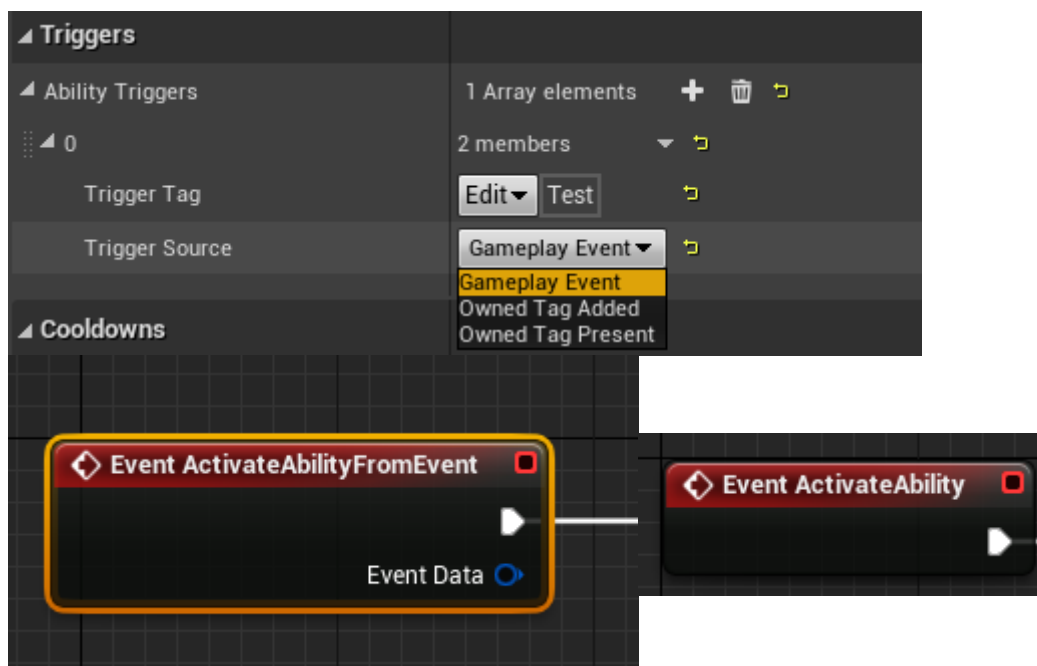 Triggers
Ability Triggers 1 Array elements
0 2 members
Trigger Tag Edit Test
Trigger Source Gameplay Event
Gameplay Event
Owned Tag Added
Owned Tag Present
Cooldowns
Event ActivateAbilityFromEvent
Event Data
Event ActivateAbility